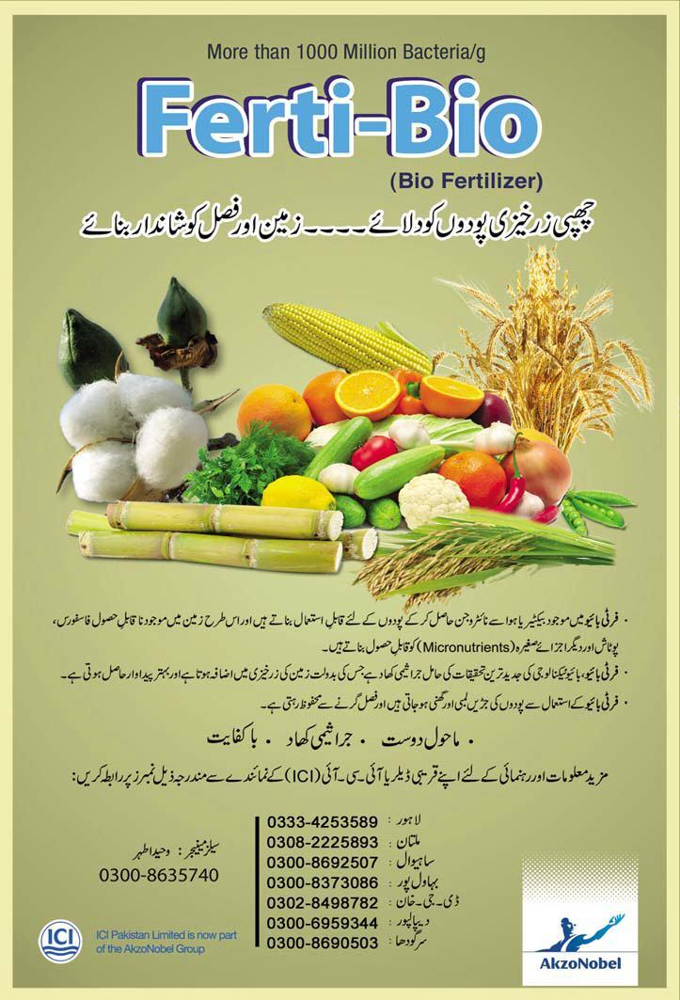 More than 1000 Million Bacteria/g
Ferti-Bio
(Bio Fertilizer)
چھپی زرخیزی پودوں کو دلائے ۔۔۔۔ زمین اور فصل کو شاندار بنائے
• فرٹی بائیو میں موجود بیکٹیریا ہوا سے نائٹروجن حاصل کر کے پودوں کے لئے قابلِ استعمال بناتے ہیں اور اس طرح زمین میں موجود ناقابلِ حصول فاسفورس،
پوٹاش اور دیگر اجزائے صغیرہ (Micronutrients) کو قابلِ حصول بناتے ہیں۔
• فرٹی بائیو، بائیو ٹیکنالوجی کی جدید ترین تحقیقات کی حامل جراثیمی کھاد ہے جس کی بدولت زمین کی زرخیزی میں اضافہ ہوتا ہے اور بہتر پیداوار حاصل ہوتی ہے۔
• فرٹی بائیو کے استعمال سے پودوں کی جڑیں لمبی اور گھنی ہو جاتی ہیں اور فصل گرنے سے محفوظ رہتی ہے۔
• ماحول دوست • جراثیمی کھاد • باکفایت
مزید معلومات اور رہنمائی کے لئے اپنے قریبی ڈیلر یا آئی۔سی۔آئی (ICI) کے نمائندے سے مندرجہ ذیل نمبرز پر رابطہ کریں:
لاہور : 0333-4253589
ملتان : 0308-2225893
ساہیوال : 0300-8692507
بہاول پور : 0300-8373086
ڈی۔جی۔خان : 0302-8498782
دیپالپور : 0300-6959344
سرگودھا : 0300-8690503
سیلز مینیجر : وحید اطہر
0300-8635740
ICI
ICI Pakistan Limited is now part
of the AkzoNobel Group
AkzoNobel